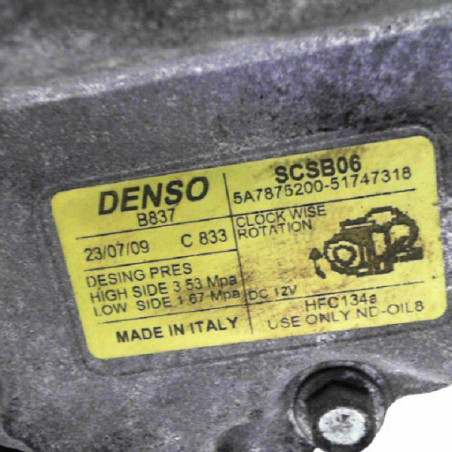 DENSO
B837
SCSB06
5A7875200-51747318
23/07/09 C 833
CLOCK WISE
ROTATION
DESING PRES
HIGH SIDE 3.53 Mpa
LOW SIDE 1.67 Mpa
DC 12V
HFC134a
MADE IN ITALY
USE ONLY ND-OIL8